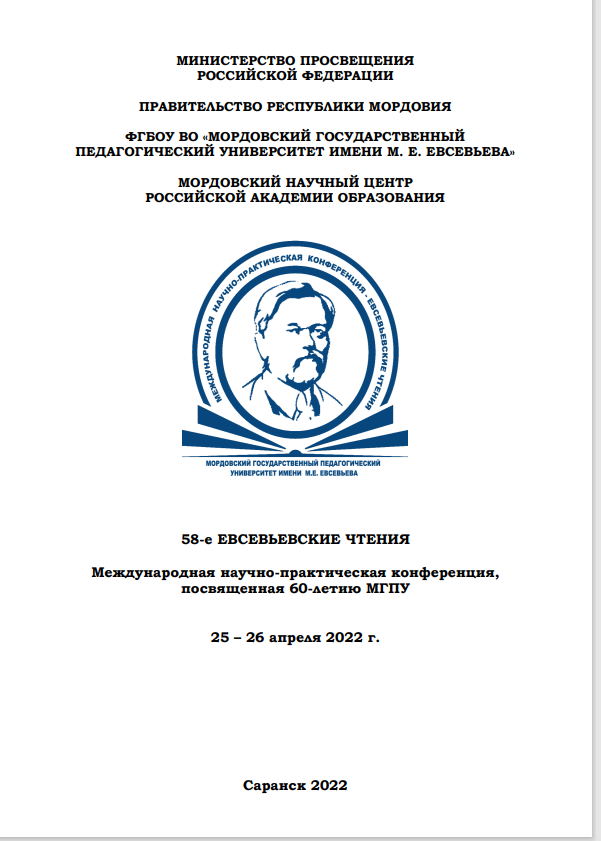 МИНИСТЕРСТВО ПРОСВЕЩЕНИЯ
РОССИЙСКОЙ ФЕДЕРАЦИИ
ПРАВИТЕЛЬСТВО РЕСПУБЛИКИ МОРДОВИЯ
ФГБОУ ВО «МОРДОВСКИЙ ГОСУДАРСТВЕННЫЙ
ПЕДАГОГИЧЕСКИЙ УНИВЕРСИТЕТ ИМЕНИ М. Е. ЕВСЕВЬЕВА»
МОРДОВСКИЙ НАУЧНЫЙ ЦЕНТР
РОССИЙСКОЙ АКАДЕМИИ ОБРАЗОВАНИЯ
МЕЖДУНАРОДНАЯ НАУЧНО-ПРАКТИЧЕСКАЯ КОНФЕРЕНЦИЯ - ЕВСЕВЬЕВСКИЕ ЧТЕНИЯ
МОРДОВСКИЙ ГОСУДАРСТВЕННЫЙ ПЕДАГОГИЧЕСКИЙ
УНИВЕРСИТЕТ ИМЕНИ М.Е. ЕВСЕВЬЕВА
58-е ЕВСЕВЬЕВСКИЕ ЧТЕНИЯ
Международная научно-практическая конференция,
посвященная 60-летию МГПУ
25 – 26 апреля 2022 г.
Саранск 2022